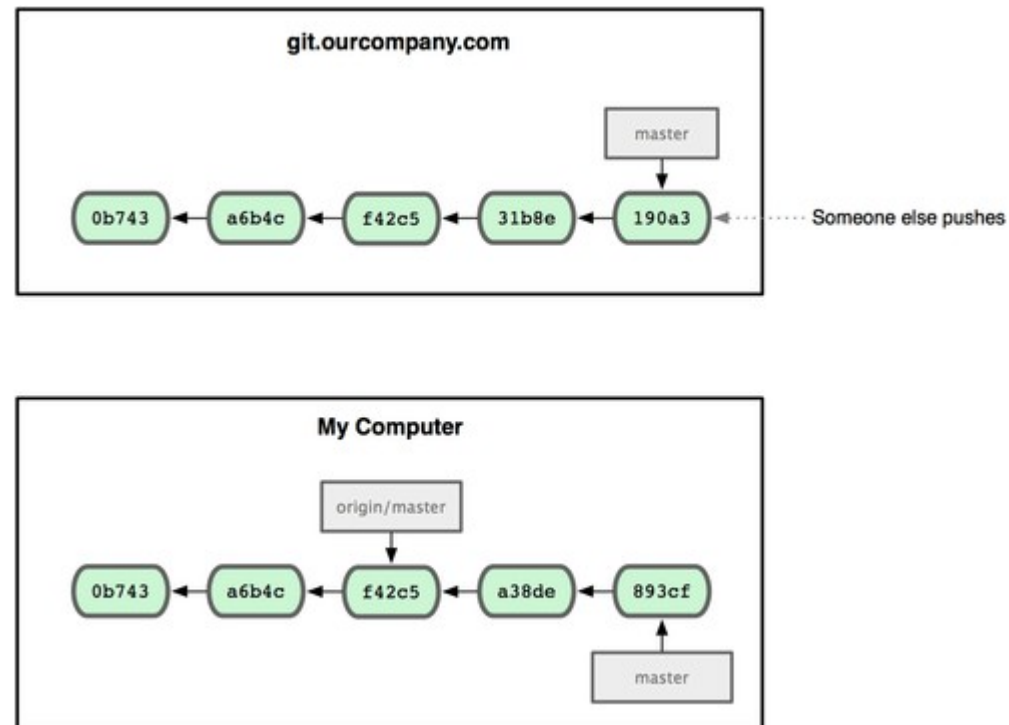 git.ourcompany.com
master
0b743 a6b4c f42c5 31b8e 190a3 Someone else pushes
My Computer
origin/master
0b743 a6b4c f42c5 a38de 893cf
master